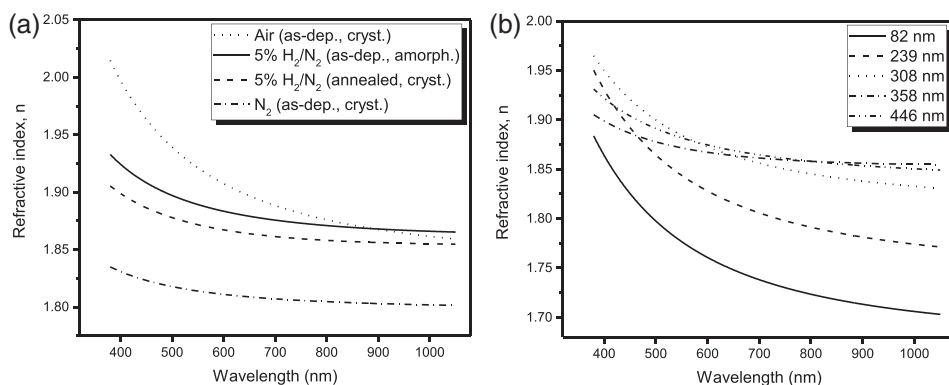 (a)
2.05
2.00
1.95
1.90
1.85
1.80
Refractive index, n
Air (as-dep., cryst.)
5% H₂/N₂ (as-dep., amorph.)
5% H₂/N₂ (annealed, cryst.)
N₂ (as-dep., cryst.)
400 500 600 700 800 900 1000
Wavelength (nm)
(b)
2.00
1.95
1.90
1.85
1.80
1.75
1.70
Refractive index, n
82 nm
239 nm
308 nm
358 nm
446 nm
400 500 600 700 800 900 1000
Wavelength (nm)